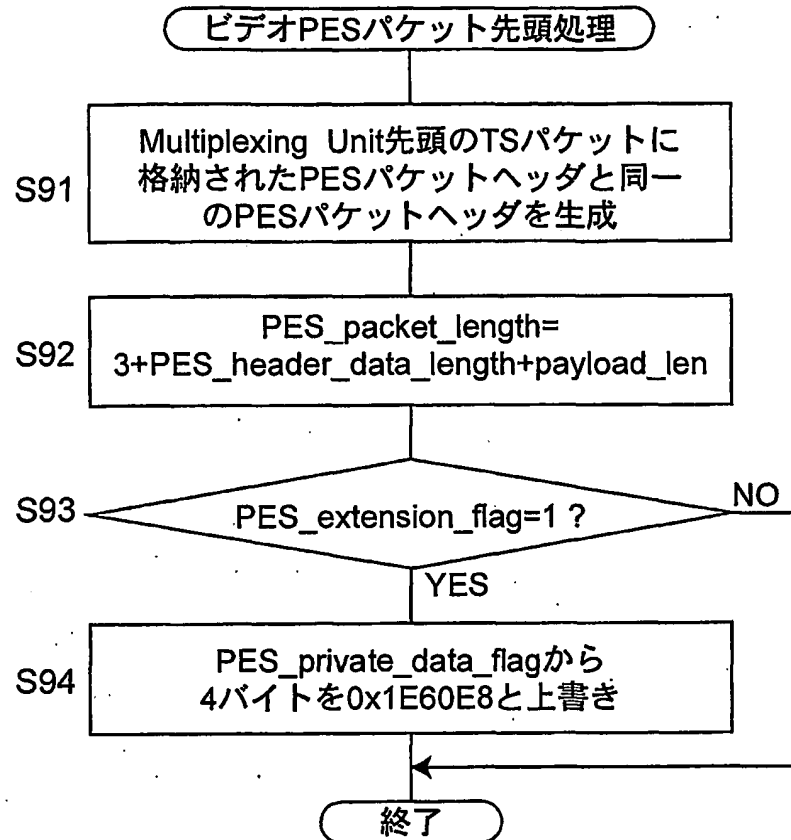 ビデオPESパケット先頭処理
S91
Multiplexing Unit先頭のTSパケットに
格納されたPESパケットヘッダと同一
のPESパケットヘッダを生成
S92
PES_packet_length=
3+PES_header_data_length+payload_len
S93
PES_extension_flag=1 ?
NO
YES
S94
PES_private_data_flagから
4バイトを0x1E60E8と上書き
終了